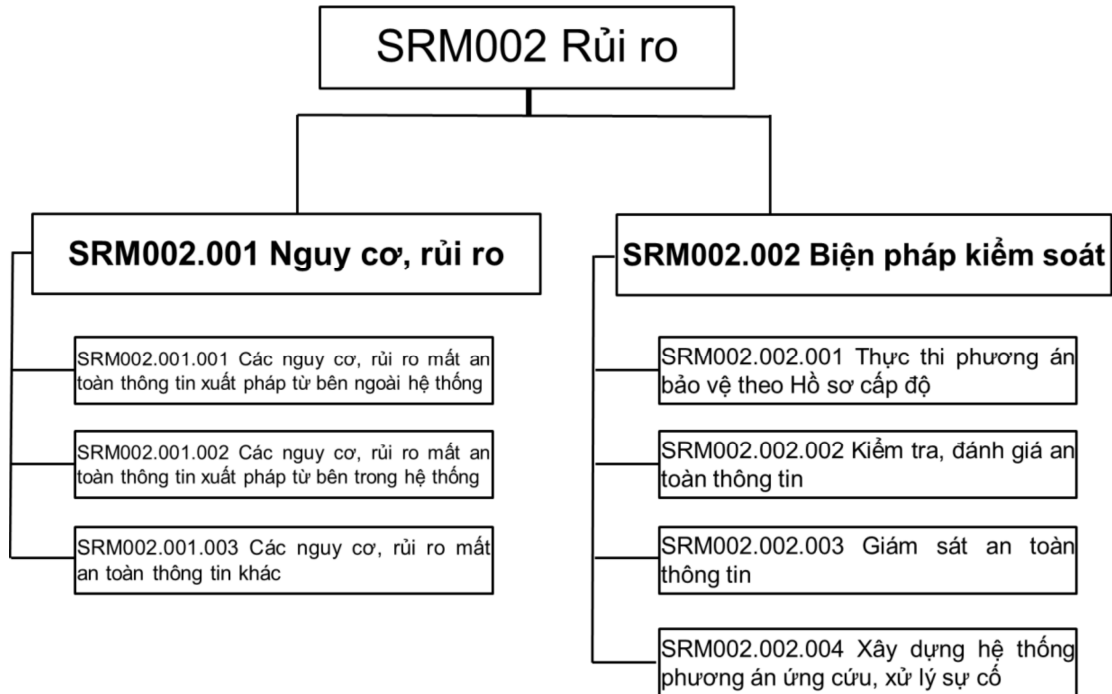 SRM002 Rủi ro
SRM002.001 Nguy cơ, rủi ro
SRM002.001.001 Các nguy cơ, rủi ro mất an
toàn thông tin xuất pháp từ bên ngoài hệ thống
SRM002.001.002 Các nguy cơ, rủi ro mất an
toàn thông tin xuất pháp từ bên trong hệ thống
SRM002.001.003 Các nguy cơ, rủi ro mất
an toàn thông tin khác
SRM002.002 Biện pháp kiểm soát
SRM002.002.001 Thực thi phương án
bảo vệ theo Hồ sơ cấp độ
SRM002.002.002 Kiểm tra, đánh giá an
toàn thông tin
SRM002.002.003 Giám sát an toàn
thông tin
SRM002.002.004 Xây dựng hệ thống
phương án ứng cứu, xử lý sự cố